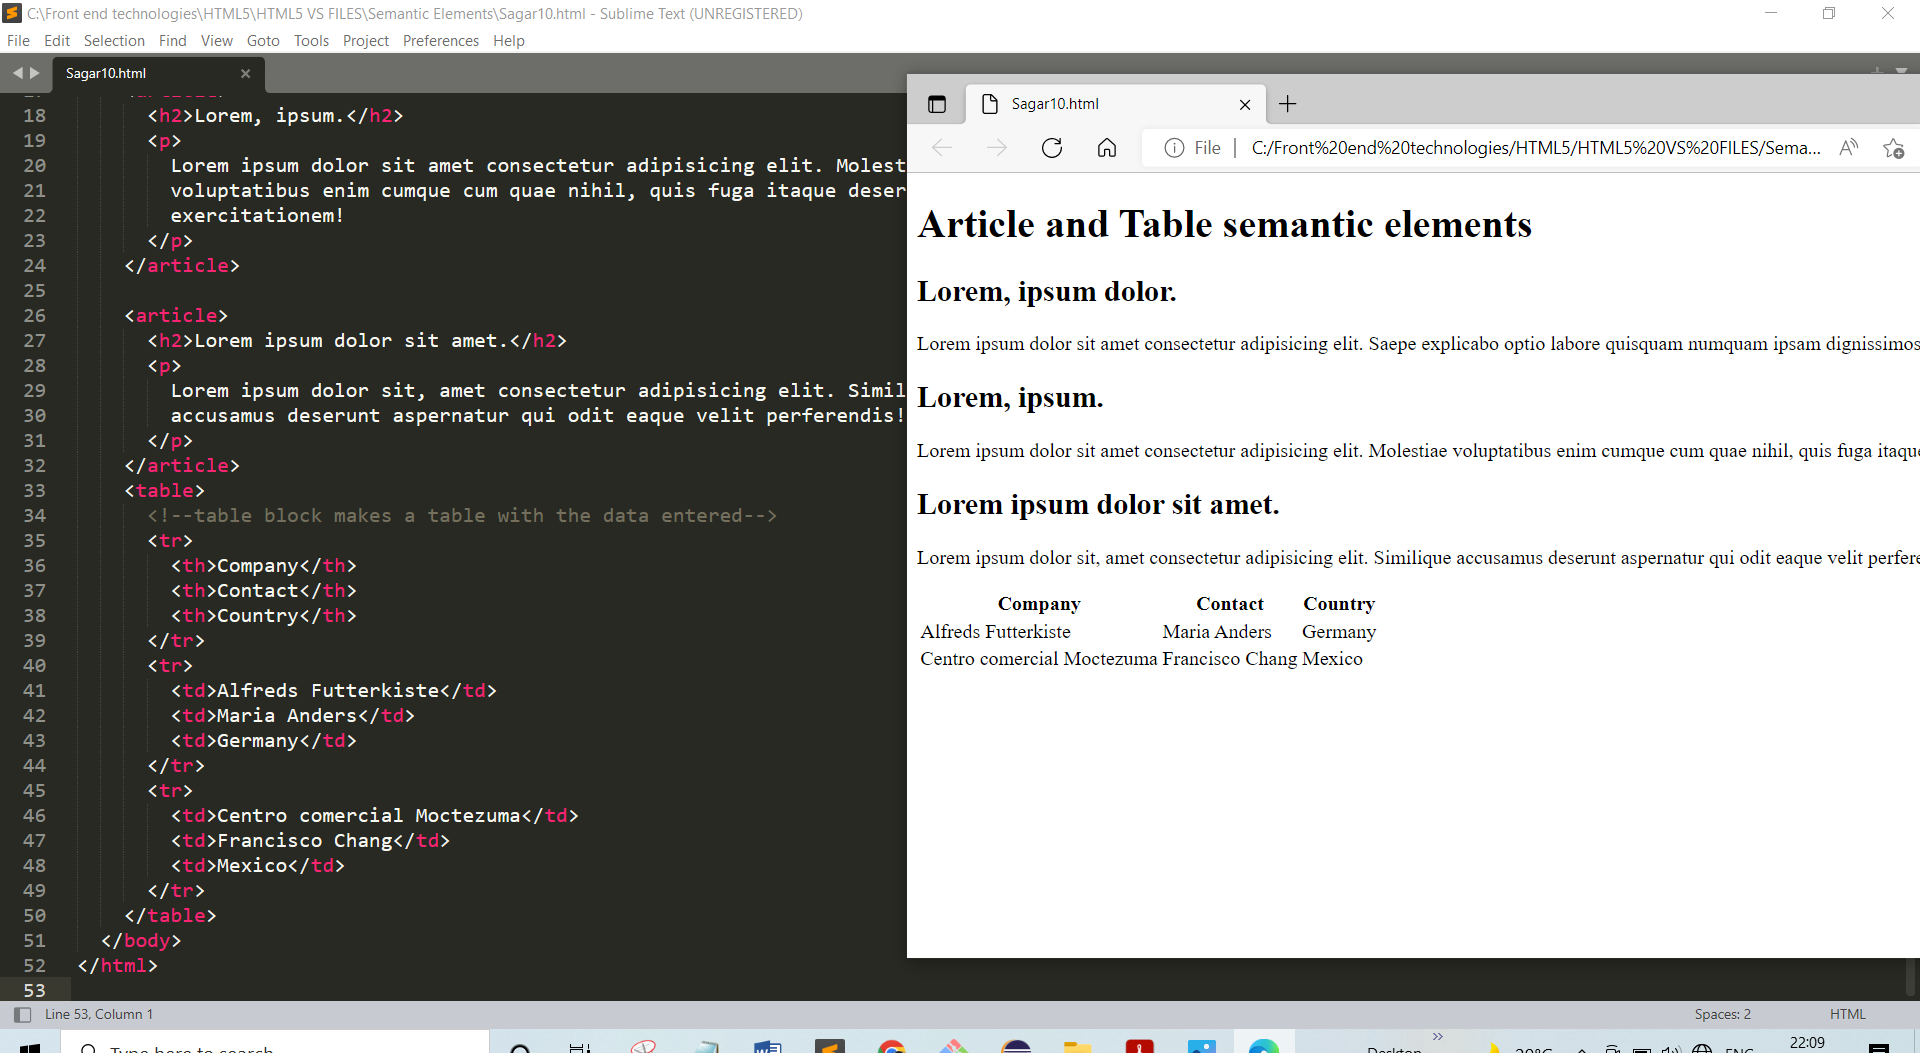 C:\Front end technologies\HTML5\HTML5 VS FILES\Semantic Elements\Sagar10.html - Sublime Text (UNREGISTERED)
File Edit Selection Find View Goto Tools Project Preferences Help
Sagar10.html
18 <h2>Lorem, ipsum.</h2>
19 <p>
20 Lorem ipsum dolor sit amet consectetur adipisicing elit. Molest
21 voluptatibus enim cumque cum quae nihil, quis fuga itaque deser
22 exercitationem!
23 </p>
24 </article>
25
26 <article>
27 <h2>Lorem ipsum dolor sit amet.</h2>
28 <p>
29 Lorem ipsum dolor sit, amet consectetur adipisicing elit. Simil
30 accusamus deserunt aspernatur qui odit eaque velit perferendis!
31 </p>
32 </article>
33 <table>
34 <!--table block makes a table with the data entered-->
35 <tr>
36 <th>Company</th>
37 <th>Contact</th>
38 <th>Country</th>
39 </tr>
40 <tr>
41 <td>Alfreds Futterkiste</td>
42 <td>Maria Anders</td>
43 <td>Germany</td>
44 </tr>
45 <tr>
46 <td>Centro comercial Moctezuma</td>
47 <td>Francisco Chang</td>
48 <td>Mexico</td>
49 </tr>
50 </table>
51 </body>
52 </html>
53
Sagar10.html
File | C:/Front%20end%20technologies/HTML5/HTML5%20VS%20FILES/Sema...
Article and Table semantic elements
Lorem, ipsum dolor.
Lorem ipsum dolor sit amet consectetur adipisicing elit. Saepe explicabo optio labore quisquam numquam ipsam dignissimos
Lorem, ipsum.
Lorem ipsum dolor sit amet consectetur adipisicing elit. Molestiae voluptatibus enim cumque cum quae nihil, quis fuga itaque
Lorem ipsum dolor sit amet.
Lorem ipsum dolor sit, amet consectetur adipisicing elit. Similique accusamus deserunt aspernatur qui odit eaque velit perfere
Company Contact Country
Alfreds Futterkiste Maria Anders Germany
Centro comercial Moctezuma Francisco Chang Mexico
Line 53, Column 1 Spaces: 2 HTML
Type here to search Desktop 22:09